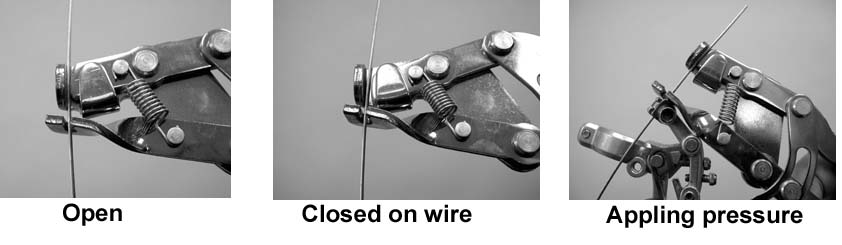 Open
Closed on wire
Appling pressure